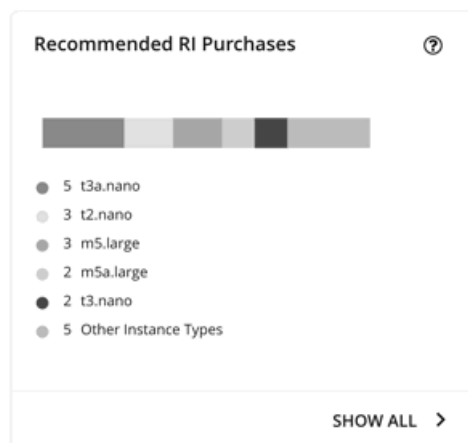 Recommended RI Purchases ?
5 t3a.nano
3 t2.nano
3 m5.large
2 m5a.large
2 t3.nano
5 Other Instance Types
SHOW ALL